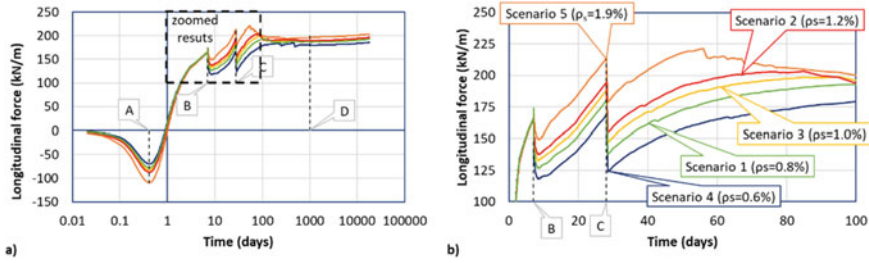 250
200
150
100
50
0
-50
-100
-150
Longitudinal force (kN/m)
zoomed
resuts
A
B
C
D
0.01 0.1 1 10 100 1000 10000 100000
Time (days)
a)
250
225
200
175
150
125
100
Longitudinal force (kN/m)
Scenario 5 (ρs=1.9%)
Scenario 2 (ρs=1.2%)
Scenario 3 (ρs=1.0%)
Scenario 1 (ρs=0.8%)
Scenario 4 (ρs=0.6%)
0 20 40 60 80 100
B
C
Time (days)
b)